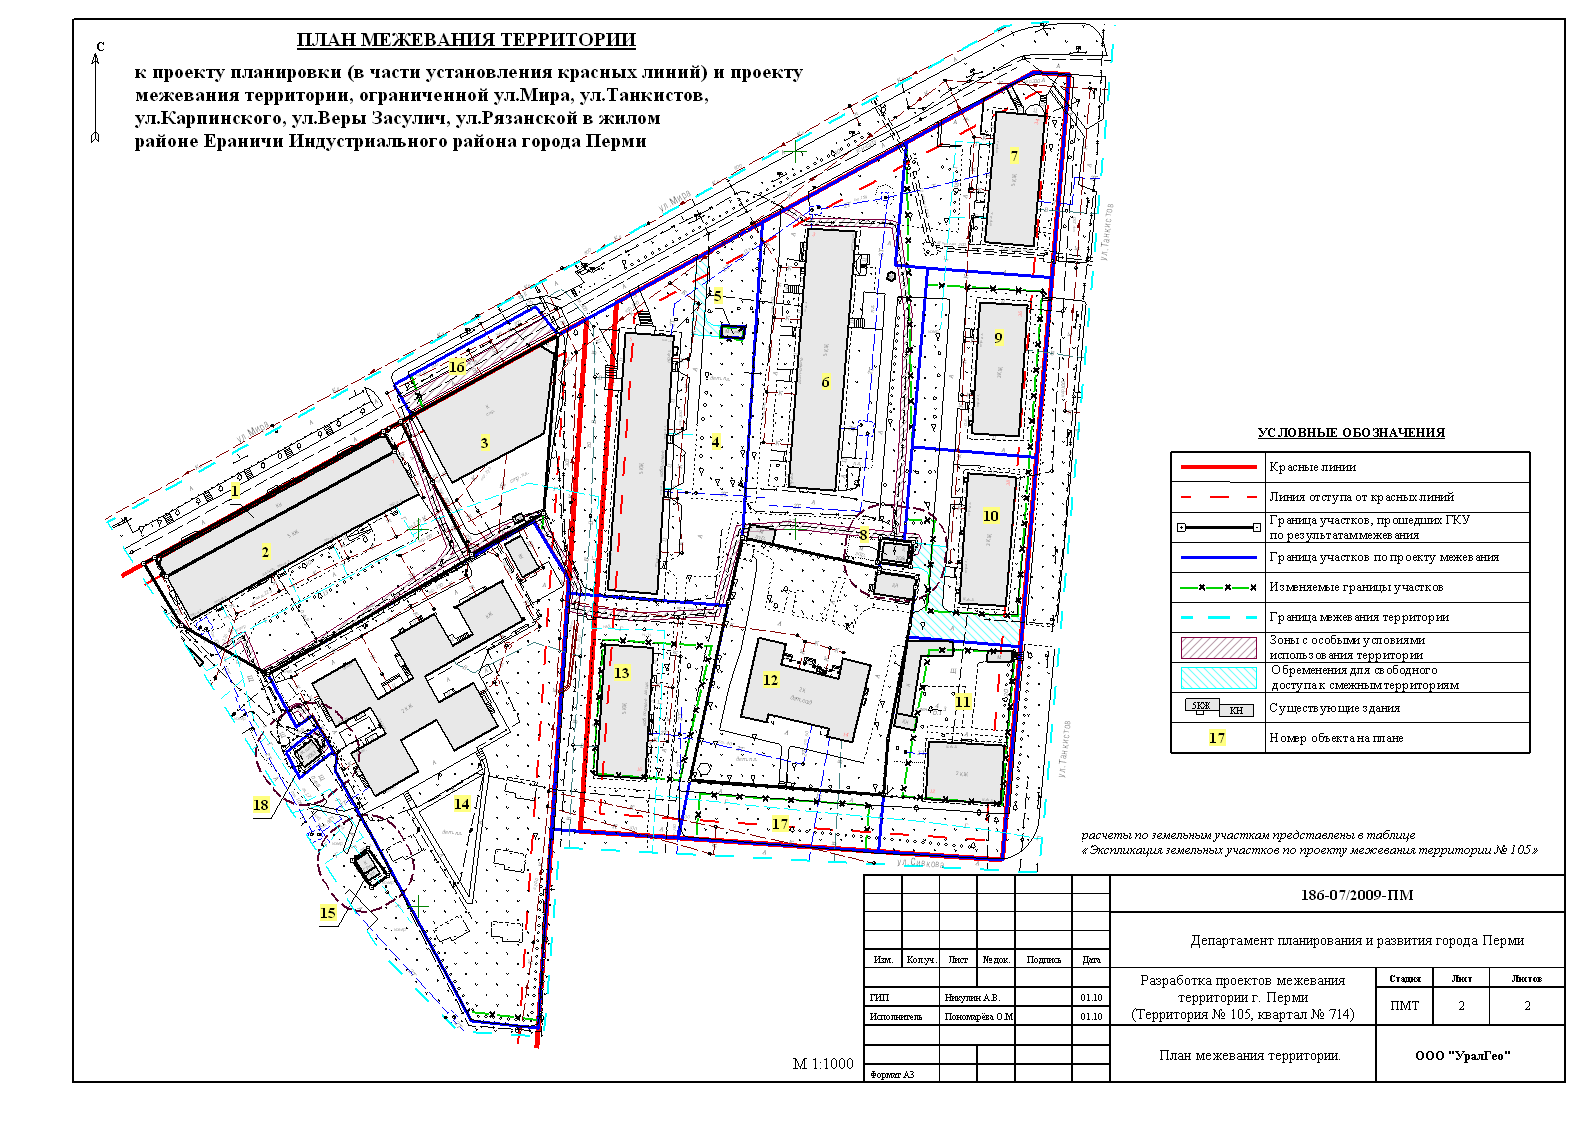 С
ПЛАН МЕЖЕВАНИЯ ТЕРРИТОРИИ
к проекту планировки (в части установления красных линий) и проекту
межевания территории, ограниченной ул.Мира, ул.Танкистов,
ул.Карпинского, ул.Веры Засулич, ул.Рязанской в жилом
районе Ераничи Индустриального района города Перми
7
ул.Мира
ул.Танкистов
5
9
16
6
3
4
ул.Мира
1
10
2
8
13
12
11
ул.Танкистов
18
14
17
ул.Сивкова
15
УСЛОВНЫЕ ОБОЗНАЧЕНИЯ
Красные линии
Линия отступа от красных линий
Граница участков, прошедших ГКУ
по результатаммежевания
Граница участков по проекту межевания
Изменяемые границы участков
Граница межевания территории
Зоны с особыми условиями
использования территории
Обременения для свободного
доступа к смежным территориям
5КЖ КН Существующие здания
17 Номер объекта на плане
расчеты по земельным участкам представлены в таблице
«Экспликация земельных участков по проекту межевания территории № 105»
186-07/2009-ПМ
Департамент планирования и развития города Перми
Изм. Кол.уч. Лист №док. Подпись Дата
Разработка проектов межевания
территории г. Перми
(Территория № 105, квартал № 714)
Стадия Лист Листов
ПМТ 2 2
ГИП Никулин А.В. 01.10
Исполнитель Пономарёва О.М 01.10
План межевания территории.
ООО "УралГео"
М 1:1000
Формат А3